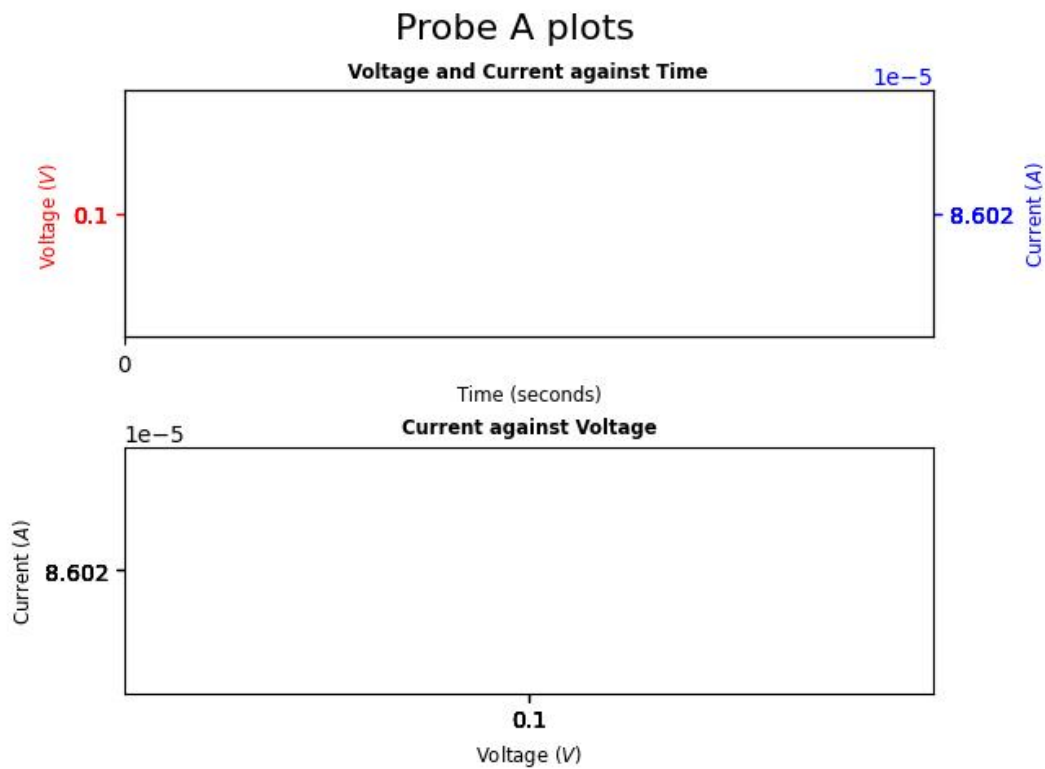 Probe A plots
Voltage and Current against Time
1e−5
Voltage (V)
0.1
8.602
Current (A)
0
Time (seconds)
Current against Voltage
1e−5
Current (A)
8.602
0.1
Voltage (V)